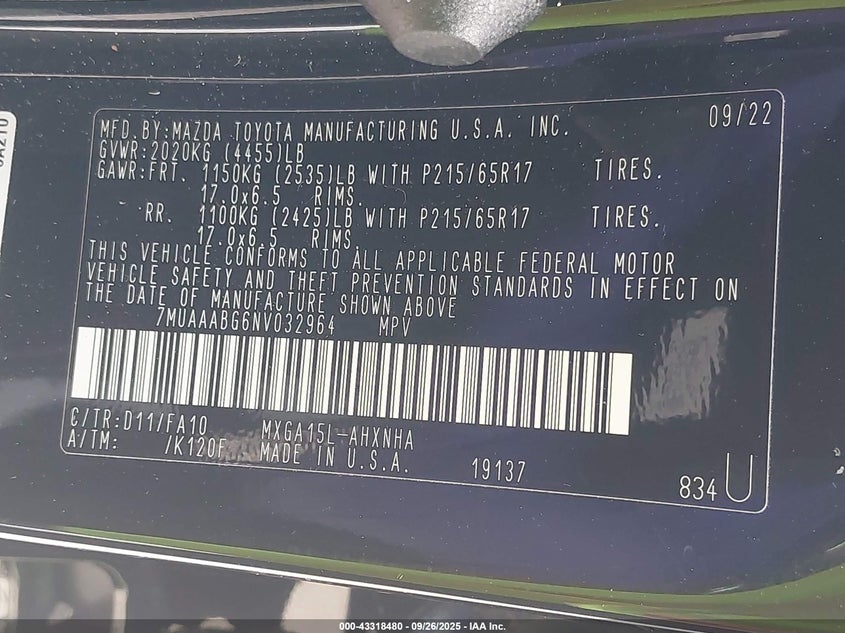 MFD.BY:MAZDA TOYOTA MANUFACTURING U.S.A. INC. 09/22
GVWR:2020KG (4455)LB
GAWR:FRT. 1150KG (2535)LB WITH P215/65R17 TIRES.
17.0x6.5 RIMS.
RR. 1100KG (2425)LB WITH P215/65R17 TIRES.
17.0x6.5 RIMS.
THIS VEHICLE CONFORMS TO ALL APPLICABLE FEDERAL MOTOR
VEHICLE SAFETY AND THEFT PREVENTION STANDARDS IN EFFECT ON
THE DATE OF MANUFACTURE SHOWN ABOVE
7MUAAABG6NV032964 MPV
C/TR:D11/FA10 MXGA15L-AHXNHA
A/TM: /K120F MADE IN U.S.A. 19137
834 U
000-43318480 - 09/26/2025 - IAA Inc.